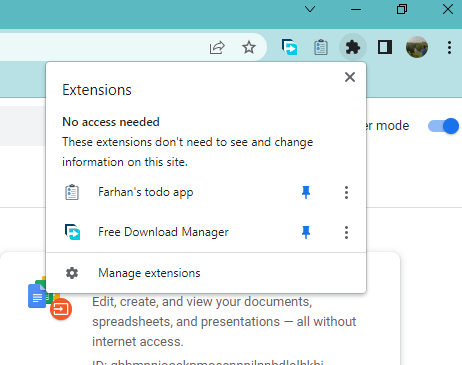 Extensions
No access needed
These extensions don't need to see and change
information on this site.
er mode
Farhan's todo app
Free Download Manager
Manage extensions
Edit, create, and view your documents,
spreadsheets, and presentations — all without
internet access.